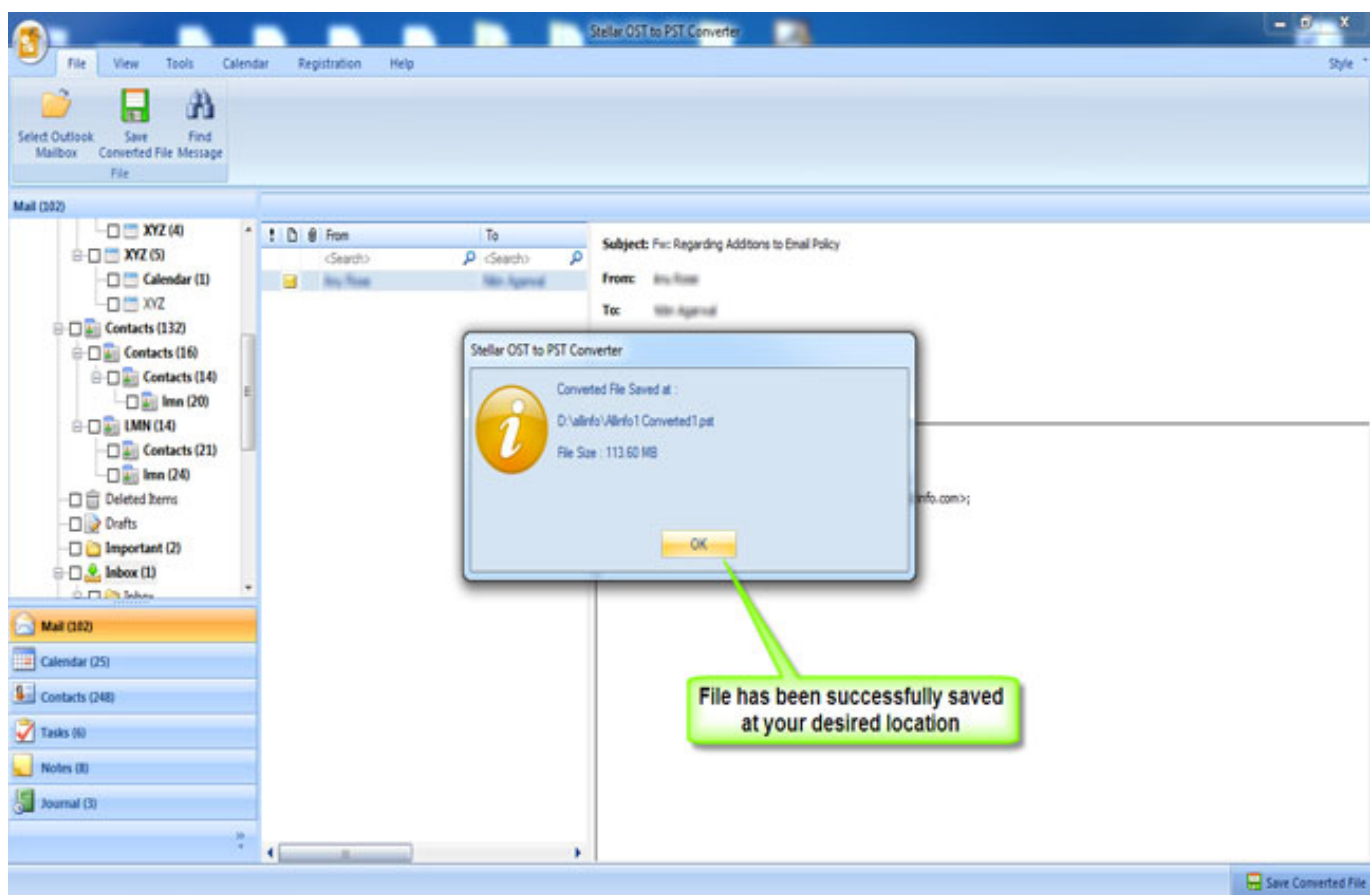 Stellar OST to PST Converter
File View Tools Calendar Registration Help
Style
Select Outlook Mailbox
Save Converted File
Find Message
File
Mail (102)
XYZ (4)
XYZ (5)
Calendar (1)
XYZ
Contacts (132)
Contacts (16)
Contacts (14)
lmn (20)
LMN (14)
Contacts (21)
lmn (24)
Deleted Items
Drafts
Important (2)
Inbox (1)
Inbox
Mail (102)
Calendar (25)
Contacts (248)
Tasks (6)
Notes (8)
Journal (3)
From To
<Search> <Search>
Subject: Fw: Regarding Additions to Email Policy
From:
To:
Stellar OST to PST Converter
Converted File Saved at :
D:\allinfo\Allinfo1 Converted1.pst
File Size : 113.60 MB
OK
info.com>;
File has been successfully saved
at your desired location
Save Converted File